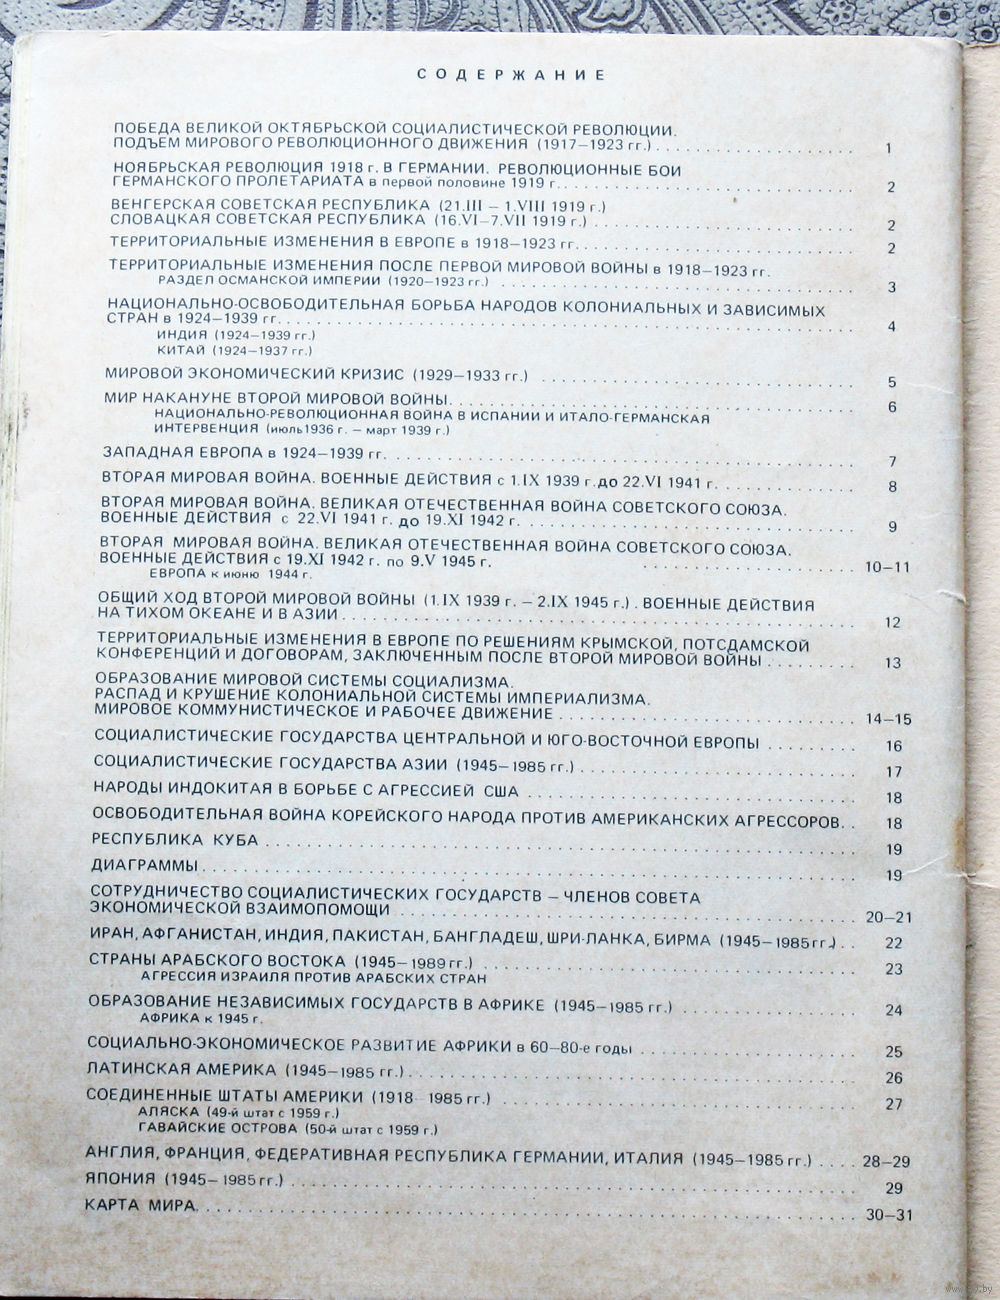 СОДЕРЖАНИЕ
ПОБЕДА ВЕЛИКОЙ ОКТЯБРЬСКОЙ СОЦИАЛИСТИЧЕСКОЙ РЕВОЛЮЦИИ.
ПОДЪЕМ МИРОВОГО РЕВОЛЮЦИОННОГО ДВИЖЕНИЯ (1917–1923 гг.) 1
НОЯБРЬСКАЯ РЕВОЛЮЦИЯ 1918 г. В ГЕРМАНИИ. РЕВОЛЮЦИОННЫЕ БОИ
ГЕРМАНСКОГО ПРОЛЕТАРИАТА в первой половине 1919 г. 2
ВЕНГЕРСКАЯ СОВЕТСКАЯ РЕСПУБЛИКА (21.III – 1.VIII 1919 г.)
СЛОВАЦКАЯ СОВЕТСКАЯ РЕСПУБЛИКА (16.VI–7.VII 1919 г.) 2
ТЕРРИТОРИАЛЬНЫЕ ИЗМЕНЕНИЯ В ЕВРОПЕ в 1918–1923 гг. 2
ТЕРРИТОРИАЛЬНЫЕ ИЗМЕНЕНИЯ ПОСЛЕ ПЕРВОЙ МИРОВОЙ ВОЙНЫ в 1918–1923 гг.
РАЗДЕЛ ОСМАНСКОЙ ИМПЕРИИ (1920–1923 гг.) 3
НАЦИОНАЛЬНО-ОСВОБОДИТЕЛЬНАЯ БОРЬБА НАРОДОВ КОЛОНИАЛЬНЫХ И ЗАВИСИМЫХ
СТРАН в 1924–1939 гг. 4
ИНДИЯ (1924–1939 гг.)
КИТАЙ (1924–1937 гг.)
МИРОВОЙ ЭКОНОМИЧЕСКИЙ КРИЗИС (1929–1933 гг.) 5
МИР НАКАНУНЕ ВТОРОЙ МИРОВОЙ ВОЙНЫ. 6
НАЦИОНАЛЬНО-РЕВОЛЮЦИОННАЯ ВОЙНА В ИСПАНИИ И ИТАЛО-ГЕРМАНСКАЯ
ИНТЕРВЕНЦИЯ (июль1936 г. – март 1939 г.)
ЗАПАДНАЯ ЕВРОПА в 1924–1939 гг. 7
ВТОРАЯ МИРОВАЯ ВОЙНА. ВОЕННЫЕ ДЕЙСТВИЯ с 1.IX 1939 г.до 22.VI 1941 г. 8
ВТОРАЯ МИРОВАЯ ВОЙНА. ВЕЛИКАЯ ОТЕЧЕСТВЕННАЯ ВОЙНА СОВЕТСКОГО СОЮЗА.
ВОЕННЫЕ ДЕЙСТВИЯ с 22.VI 1941 г. до 19.XI 1942 г. 9
ВТОРАЯ МИРОВАЯ ВОЙНА. ВЕЛИКАЯ ОТЕЧЕСТВЕННАЯ ВОЙНА СОВЕТСКОГО СОЮЗА.
ВОЕННЫЕ ДЕЙСТВИЯ с 19.XI 1942 г. по 9.V 1945 г. 10–11
ЕВРОПА к июню 1944 г.
ОБЩИЙ ХОД ВТОРОЙ МИРОВОЙ ВОЙНЫ (1.IX 1939 г. – 2.IX 1945 г.). ВОЕННЫЕ ДЕЙСТВИЯ
НА ТИХОМ ОКЕАНЕ И В АЗИИ 12
ТЕРРИТОРИАЛЬНЫЕ ИЗМЕНЕНИЯ В ЕВРОПЕ ПО РЕШЕНИЯМ КРЫМСКОЙ, ПОТСДАМСКОЙ
КОНФЕРЕНЦИЙ И ДОГОВОРАМ, ЗАКЛЮЧЕННЫМ ПОСЛЕ ВТОРОЙ МИРОВОЙ ВОЙНЫ 13
ОБРАЗОВАНИЕ МИРОВОЙ СИСТЕМЫ СОЦИАЛИЗМА.
РАСПАД И КРУШЕНИЕ КОЛОНИАЛЬНОЙ СИСТЕМЫ ИМПЕРИАЛИЗМА.
МИРОВОЕ КОММУНИСТИЧЕСКОЕ И РАБОЧЕЕ ДВИЖЕНИЕ 14–15
СОЦИАЛИСТИЧЕСКИЕ ГОСУДАРСТВА ЦЕНТРАЛЬНОЙ И ЮГО-ВОСТОЧНОЙ ЕВРОПЫ 16
СОЦИАЛИСТИЧЕСКИЕ ГОСУДАРСТВА АЗИИ (1945–1985 гг.) 17
НАРОДЫ ИНДОКИТАЯ В БОРЬБЕ С АГРЕССИЕЙ США 18
ОСВОБОДИТЕЛЬНАЯ ВОЙНА КОРЕЙСКОГО НАРОДА ПРОТИВ АМЕРИКАНСКИХ АГРЕССОРОВ. 18
РЕСПУБЛИКА КУБА 19
ДИАГРАММЫ 19
СОТРУДНИЧЕСТВО СОЦИАЛИСТИЧЕСКИХ ГОСУДАРСТВ – ЧЛЕНОВ СОВЕТА
ЭКОНОМИЧЕСКОЙ ВЗАИМОПОМОЩИ 20–21
ИРАН, АФГАНИСТАН, ИНДИЯ, ПАКИСТАН, БАНГЛАДЕШ, ШРИ-ЛАНКА, БИРМА (1945–1985 гг.) 22
СТРАНЫ АРАБСКОГО ВОСТОКА (1945–1989 гг.) 23
АГРЕССИЯ ИЗРАИЛЯ ПРОТИВ АРАБСКИХ СТРАН
ОБРАЗОВАНИЕ НЕЗАВИСИМЫХ ГОСУДАРСТВ В АФРИКЕ (1945–1985 гг.) 24
АФРИКА к 1945 г.
СОЦИАЛЬНО-ЭКОНОМИЧЕСКОЕ РАЗВИТИЕ АФРИКИ в 60–80-е годы 25
ЛАТИНСКАЯ АМЕРИКА (1945–1985 гг.) 26
СОЕДИНЕННЫЕ ШТАТЫ АМЕРИКИ (1918 1985 гг.) 27
АЛЯСКА (49-й штат с 1959 г.)
ГАВАЙСКИЕ ОСТРОВА (50-й штат с 1959 г.)
АНГЛИЯ, ФРАНЦИЯ, ФЕДЕРАТИВНАЯ РЕСПУБЛИКА ГЕРМАНИИ, ИТАЛИЯ (1945–1985 гг.) 28–29
ЯПОНИЯ (1945–1985 гг.) 29
КАРТА МИРА. 30–31